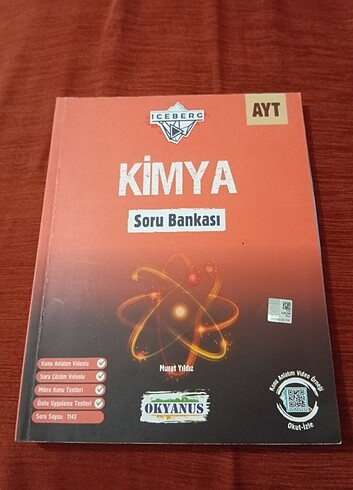 ICEBERG
AYT
KİMYA
Soru Bankası
Murat Yıldız
Konu Anlatım Videolu
Soru Çözüm Videolu
Mikro Konu Testleri
Ünite Uygulama Testleri
Soru Sayısı: 1142
OKYANUS
Konu Anlatım Video Örneği
Okut-İzle